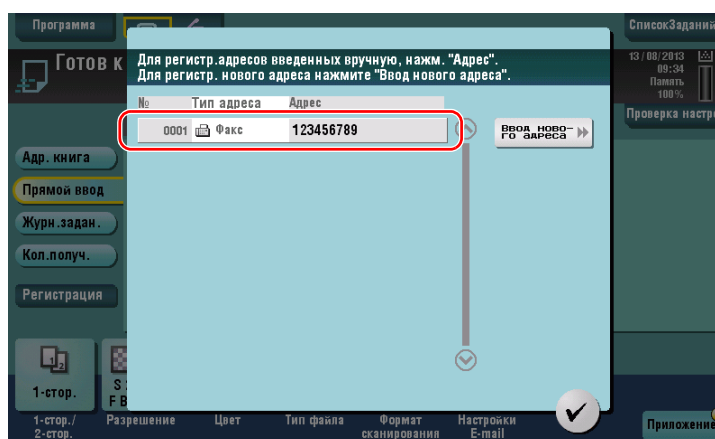 Программа
СписокЗаданий
Готов к
Для регистр.адресов введенных вручную, нажм. "Адрес".
Для регистр. нового адреса нажмите "Ввод нового адреса".
13/08/2013
09:34
Память
100%
Проверка настро
№ Тип адреса Адрес
0001 Факс 123456789
Ввод ново-
го адреса
Адр. книга
Прямой ввод
Журн.задан.
Кол.получ.
Регистрация
1 2
1-стор.
S
F B
1-стор./
2-стор.
Разрешение
Цвет
Тип файла
Формат
сканирования
Настройки
E-mail
Приложение